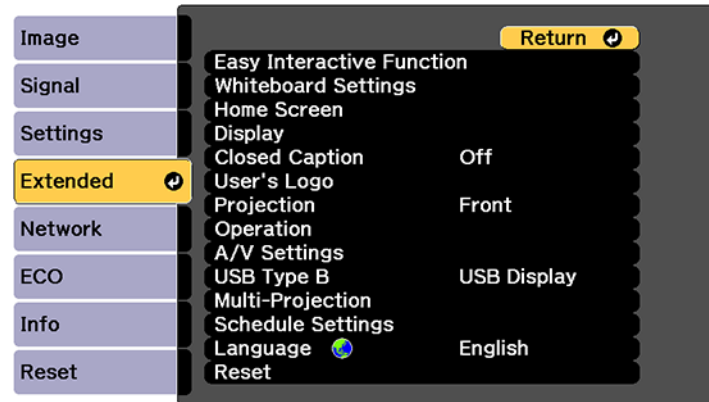 Image
Signal
Settings
Extended
Network
ECO
Info
Reset
Return
Easy Interactive Function
Whiteboard Settings
Home Screen
Display
Closed Caption Off
User's Logo
Projection Front
Operation
A/V Settings
USB Type B USB Display
Multi-Projection
Schedule Settings
Language English
Reset